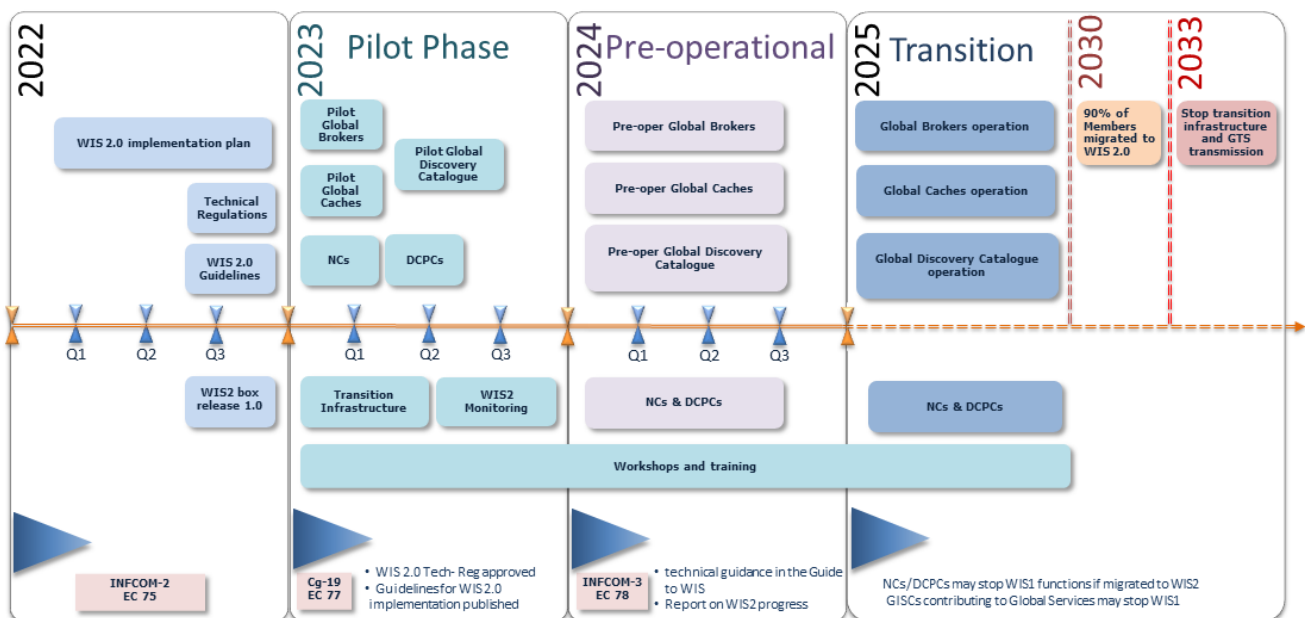 2022
WIS 2.0 implementation plan
Technical
Regulations
WIS 2.0
Guidelines
2023
Pilot Phase
Pilot
Global
Brokers
Pilot Global
Discovery
Catalogue
Pilot
Global
Caches
NCs
DCPCs
2024
Pre-operational
Pre-oper Global Brokers
Pre-oper Global Caches
Pre-oper Global Discovery
Catalogue
2025
Transition
Global Brokers operation
Global Caches operation
Global Discovery Catalogue
operation
2030
90% of
Members
migrated to
WIS 2.0
2033
Stop transition
infrastructure
and GTS
transmission
Q1
Q2
Q3
Q1
Q2
Q3
Q1
Q2
Q3
WIS2 box
release 1.0
Transition
Infrastructure
WIS2
Monitoring
NCs & DCPCs
NCs & DCPCs
Workshops and training
INFCOM-2
EC 75
Cg-19
EC 77
• WIS 2.0 Tech- Reg approved
• Guidelines for WIS 2.0
implementation published
INFCOM-3
EC 78
• technical guidance in the Guide
to WIS
• Report on WIS2 progress
NCs/DCPCs may stop WIS1 functions if migrated to WIS2
GISCs contributing to Global Services may stop WIS1